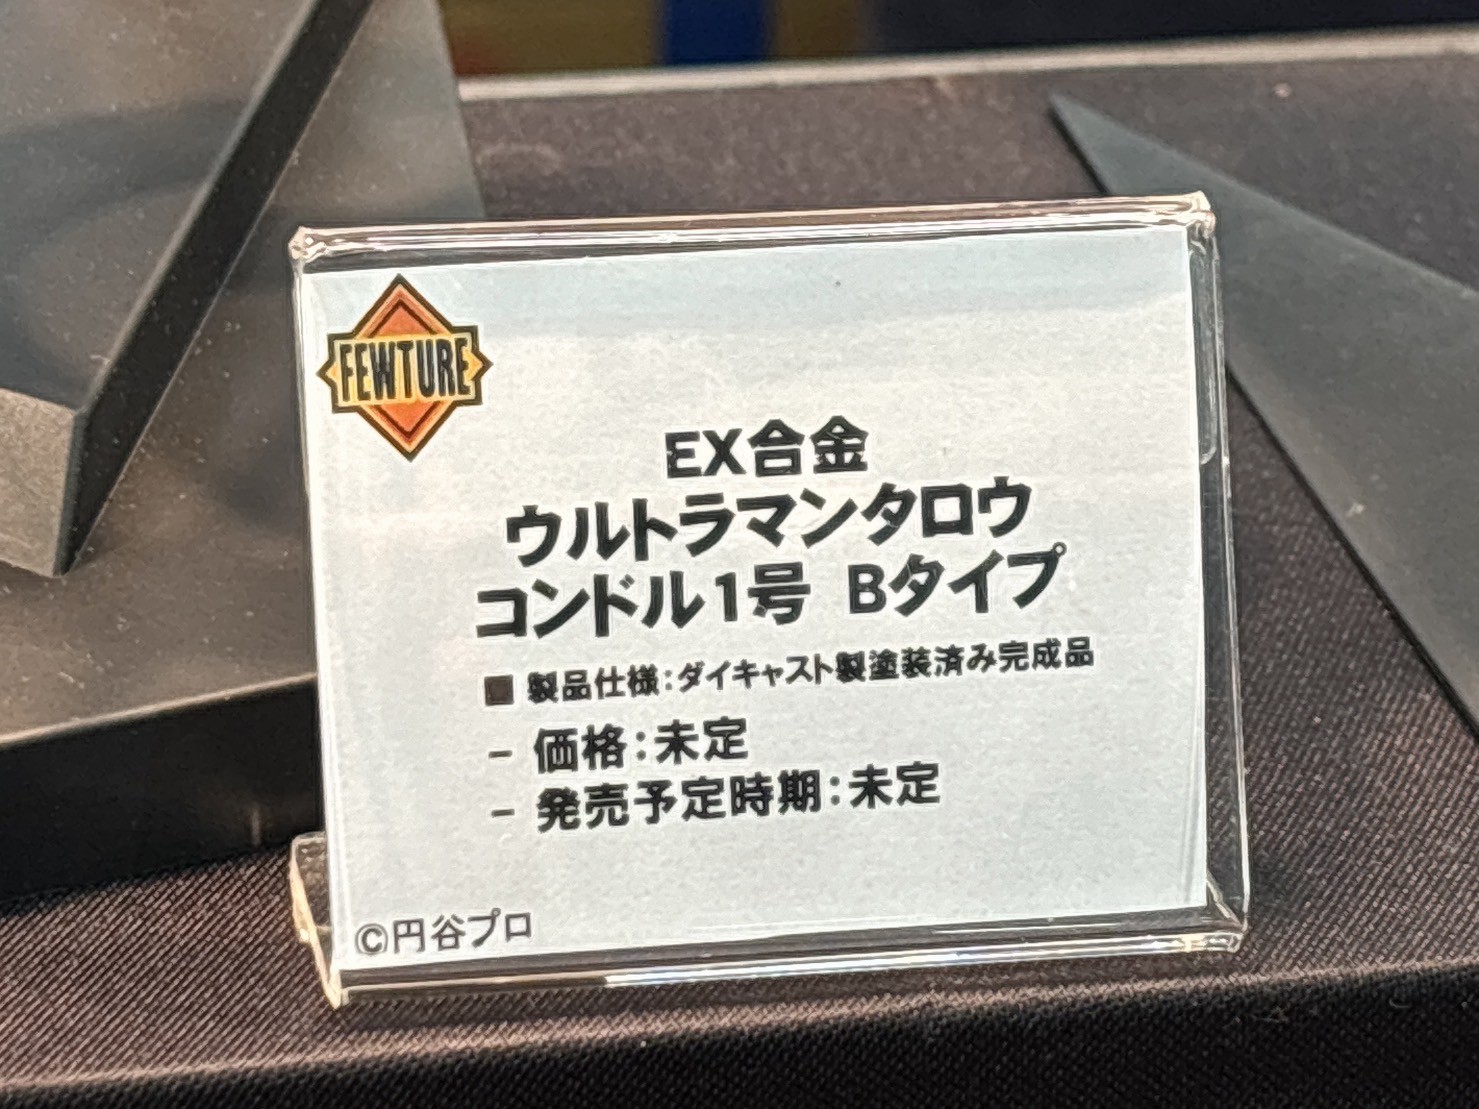 FEWTURE
EX合金
ウルトラマンタロウ
コンドル1号 Bタイプ
■ 製品仕様:ダイキャスト製塗装済み完成品
- 価格:未定
- 発売予定時期:未定
©円谷プロ